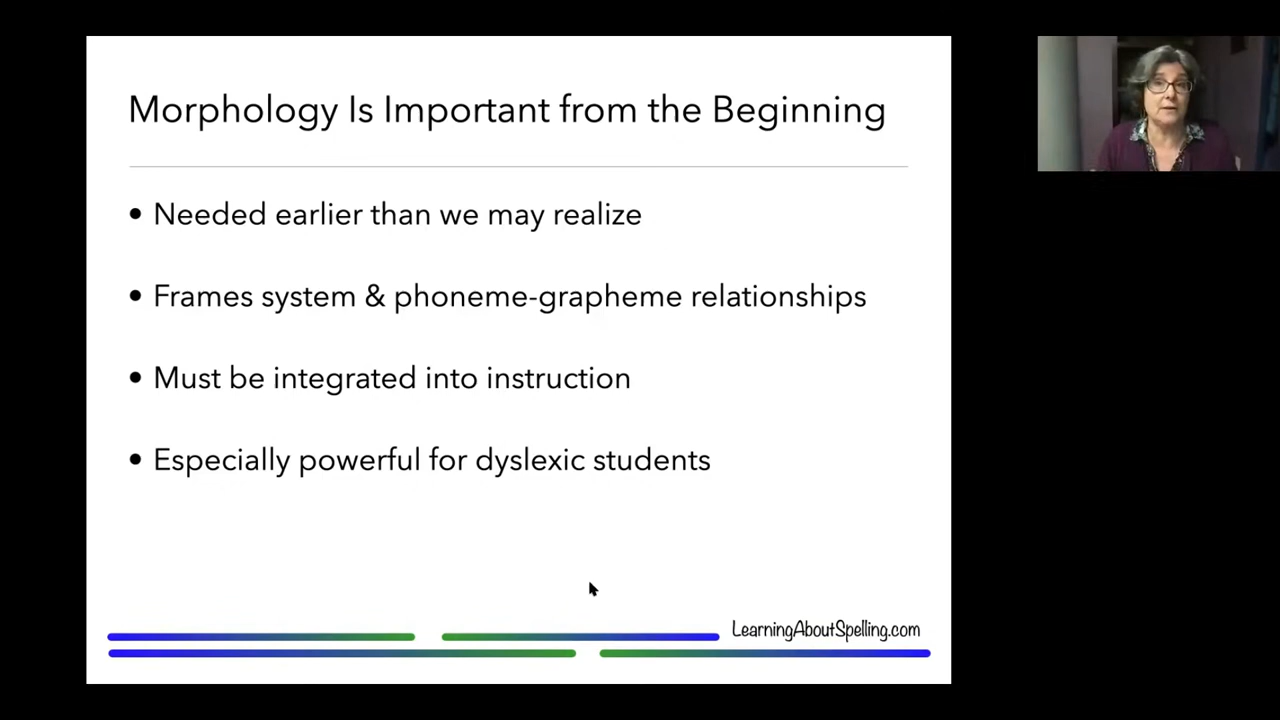 Morphology Is Important from the Beginning
• Needed earlier than we may realize
• Frames system & phoneme-grapheme relationships
• Must be integrated into instruction
• Especially powerful for dyslexic students
LearningAboutSpelling.com